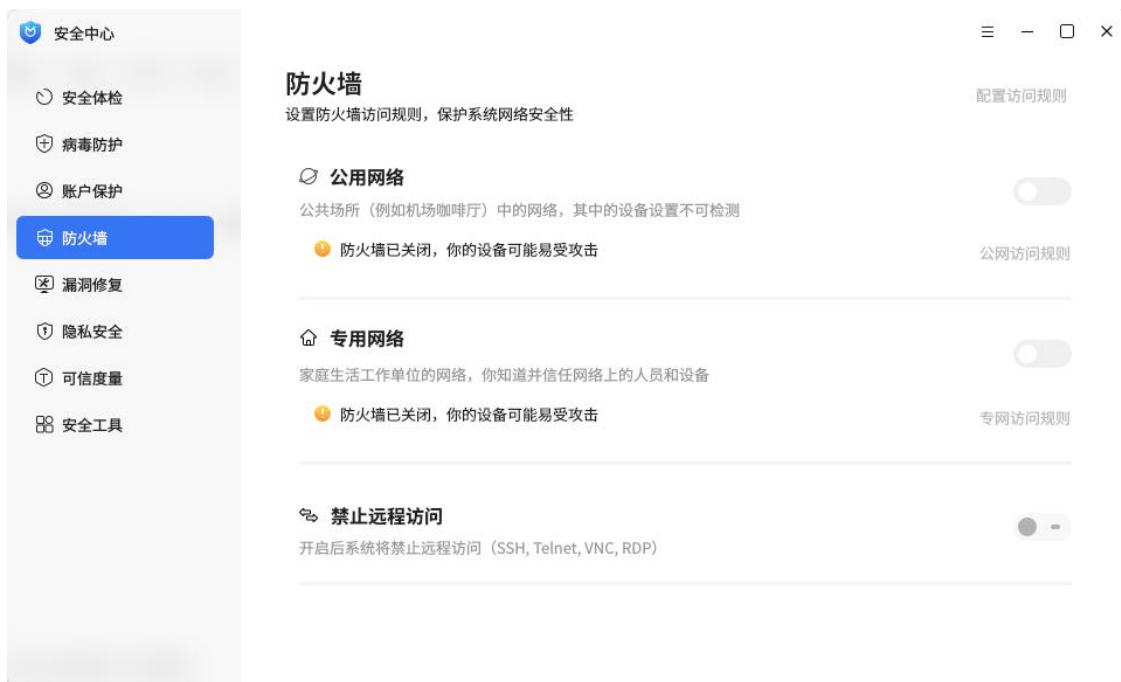 安全中心
安全体检
病毒防护
账户保护
防火墙
漏洞修复
隐私安全
可信度量
安全工具
防火墙
设置防火墙访问规则，保护系统网络安全性
配置访问规则
公用网络
公共场所（例如机场咖啡厅）中的网络，其中的设备设置不可检测
防火墙已关闭，你的设备可能易受攻击
公网访问规则
专用网络
家庭生活工作单位的网络，你知道并信任网络上的人员和设备
防火墙已关闭，你的设备可能易受攻击
专网访问规则
禁止远程访问
开启后系统将禁止远程访问（SSH, Telnet, VNC, RDP）